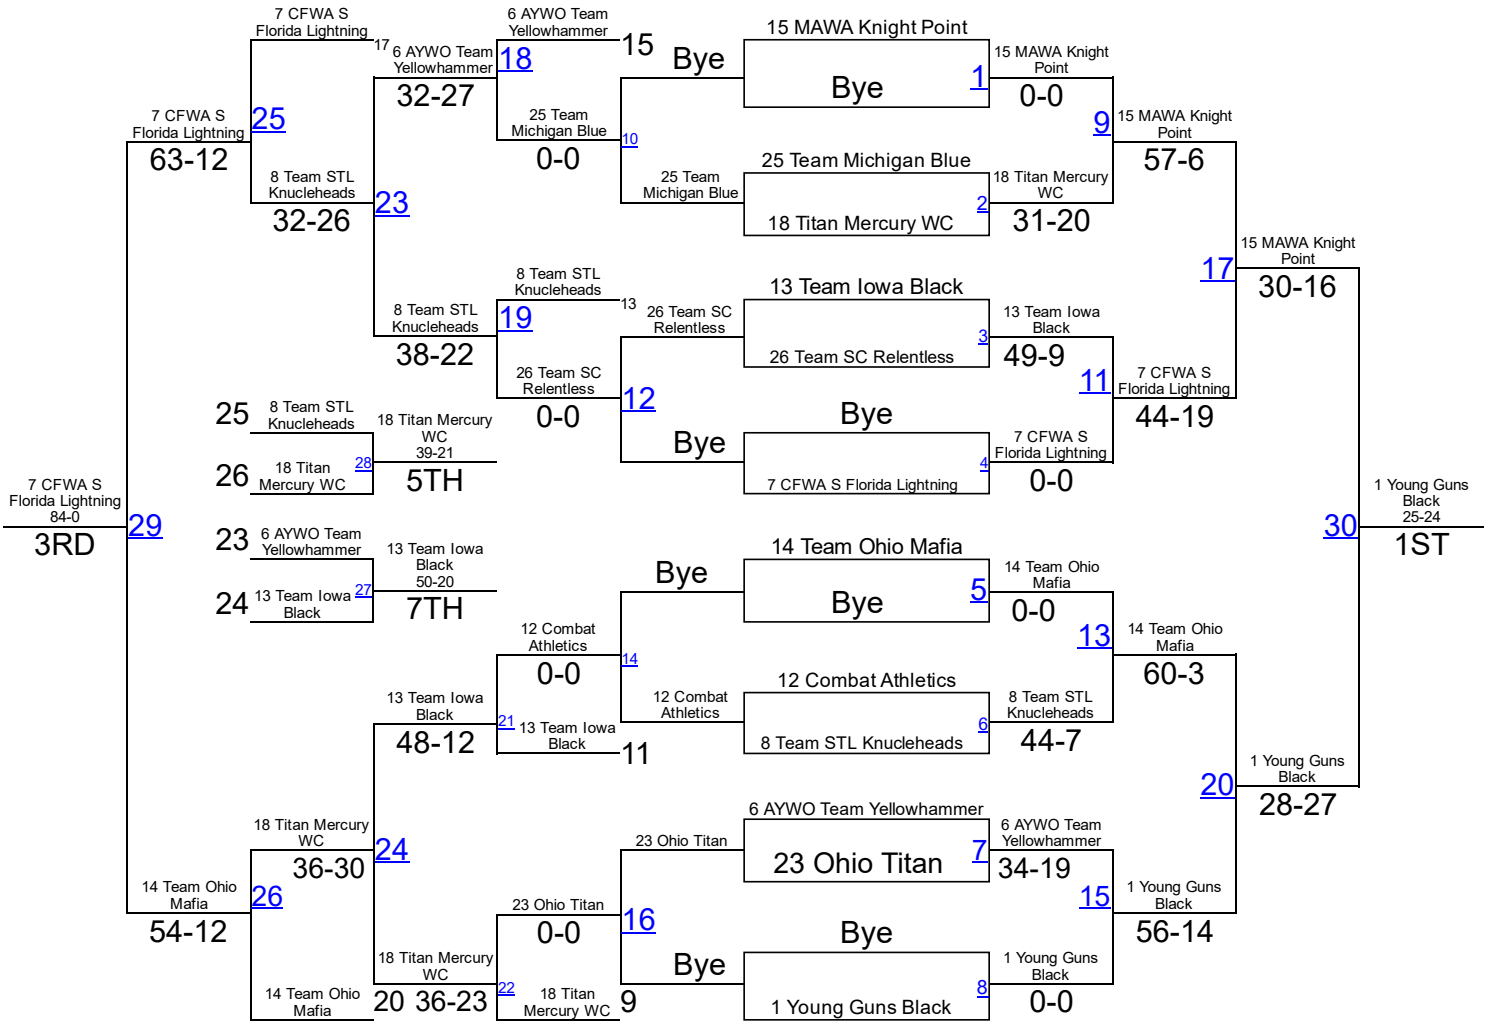 7 CFWA S
Florida Lightning
17
25
7 CFWA S
Florida Lightning
63-12
8 Team STL
Knucleheads
32-26
6 AYWO Team
Yellowhammer
32-27
23
8 Team STL
Knucleheads
38-22
6 AYWO Team
Yellowhammer
15
18
25 Team
Michigan Blue
0-0
10
Bye
25 Team
Michigan Blue
8 Team STL
Knucleheads
13
19
26 Team SC
Relentless
0-0
12
26 Team SC
Relentless
Bye
15 MAWA Knight Point
Bye
1
15 MAWA Knight
Point
0-0
25 Team Michigan Blue
18 Titan Mercury WC
2
18 Titan Mercury
WC
31-20
9
15 MAWA Knight
Point
57-6
13 Team Iowa Black
26 Team SC Relentless
3
13 Team Iowa
Black
49-9
Bye
7 CFWA S Florida Lightning
4
7 CFWA S
Florida Lightning
0-0
11
7 CFWA S
Florida Lightning
44-19
17
15 MAWA Knight
Point
30-16
25
8 Team STL
Knucleheads
26
18 Titan
Mercury WC
28
18 Titan Mercury
WC
39-21
5TH
7 CFWA S
Florida Lightning
84-0
3RD
29
23
6 AYWO Team
Yellowhammer
24
13 Team Iowa
Black
27
13 Team Iowa
Black
50-20
7TH
30
1 Young Guns
Black
25-24
1ST
12 Combat
Athletics
0-0
14
Bye
12 Combat
Athletics
13 Team Iowa
Black
48-12
21
13 Team Iowa
Black
11
14 Team Ohio Mafia
Bye
5
14 Team Ohio
Mafia
0-0
12 Combat Athletics
8 Team STL Knucleheads
6
8 Team STL
Knucleheads
44-7
13
14 Team Ohio
Mafia
60-3
20
1 Young Guns
Black
28-27
18 Titan Mercury
WC
36-30
24
14 Team Ohio
Mafia
54-12
26
14 Team Ohio
Mafia
20
18 Titan Mercury
WC
36-23
22
23 Ohio Titan
0-0
18 Titan
Mercury WC
9
16
23 Ohio Titan
Bye
6 AYWO Team Yellowhammer
23 Ohio Titan
7
6 AYWO Team
Yellowhammer
34-19
Bye
1 Young Guns Black
8
1 Young Guns
Black
0-0
15
1 Young Guns
Black
56-14